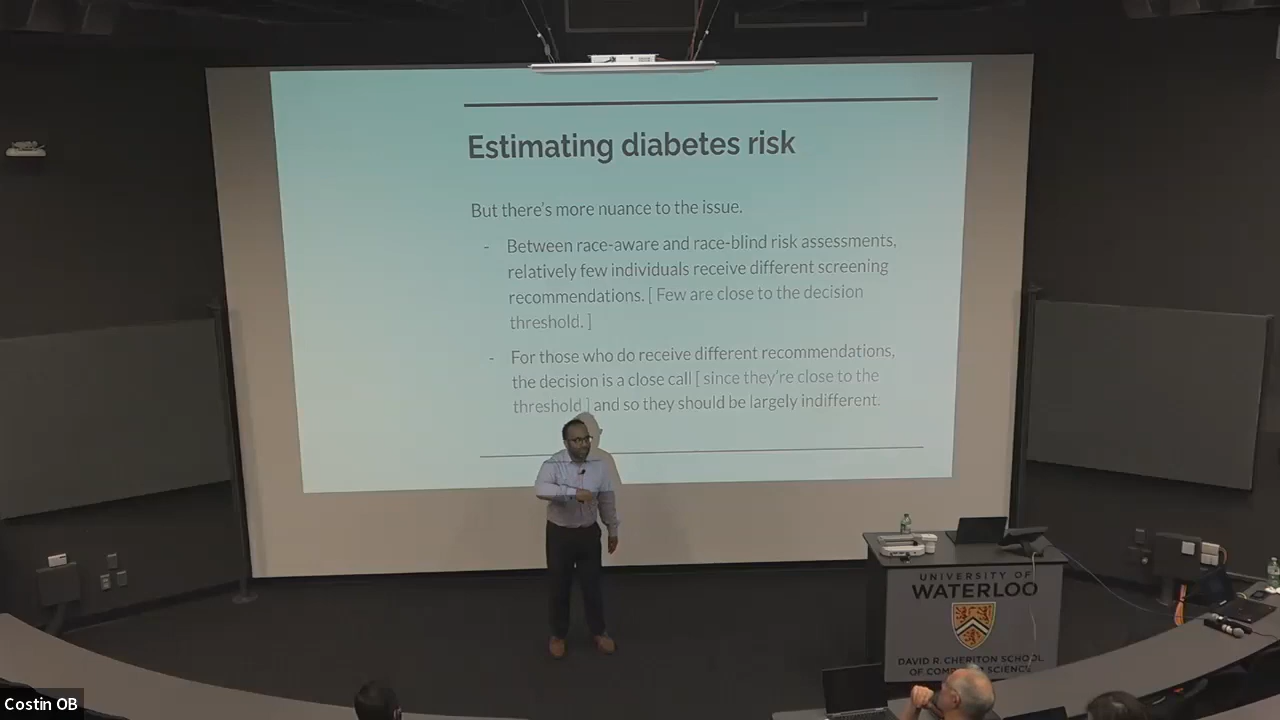 Estimating diabetes risk
But there's more nuance to the issue.
- Between race-aware and race-blind risk assessments,
relatively few individuals receive different screening
recommendations. [ Few are close to the decision
threshold. ]
- For those who do receive different recommendations,
the decision is a close call [ since they're close to the
threshold ] and so they should be largely indifferent.
UNIVERSITY OF
WATERLOO
DAVID R. CHERITON SCHOOL
OF COMPUTER SCIENCE
Costin OB